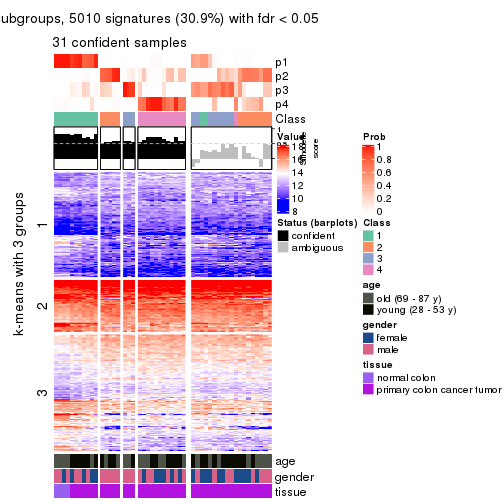 ubgroups, 5010 signatures (30.9%) with fdr < 0.05
31 confident samples
p1
p2
p3
p4
Class
1
Value
18
16
14
12
10
8
score
Prob
1
0.8
0.6
0.4
0.2
0
Status (barplots)
confident
ambiguous
Class
1
2
3
4
age
old (69 - 87 y)
young (28 - 53 y)
gender
female
male
tissue
normal colon
primary colon cancer tumor
k-means with 3 groups
1
2
3
age
gender
tissue